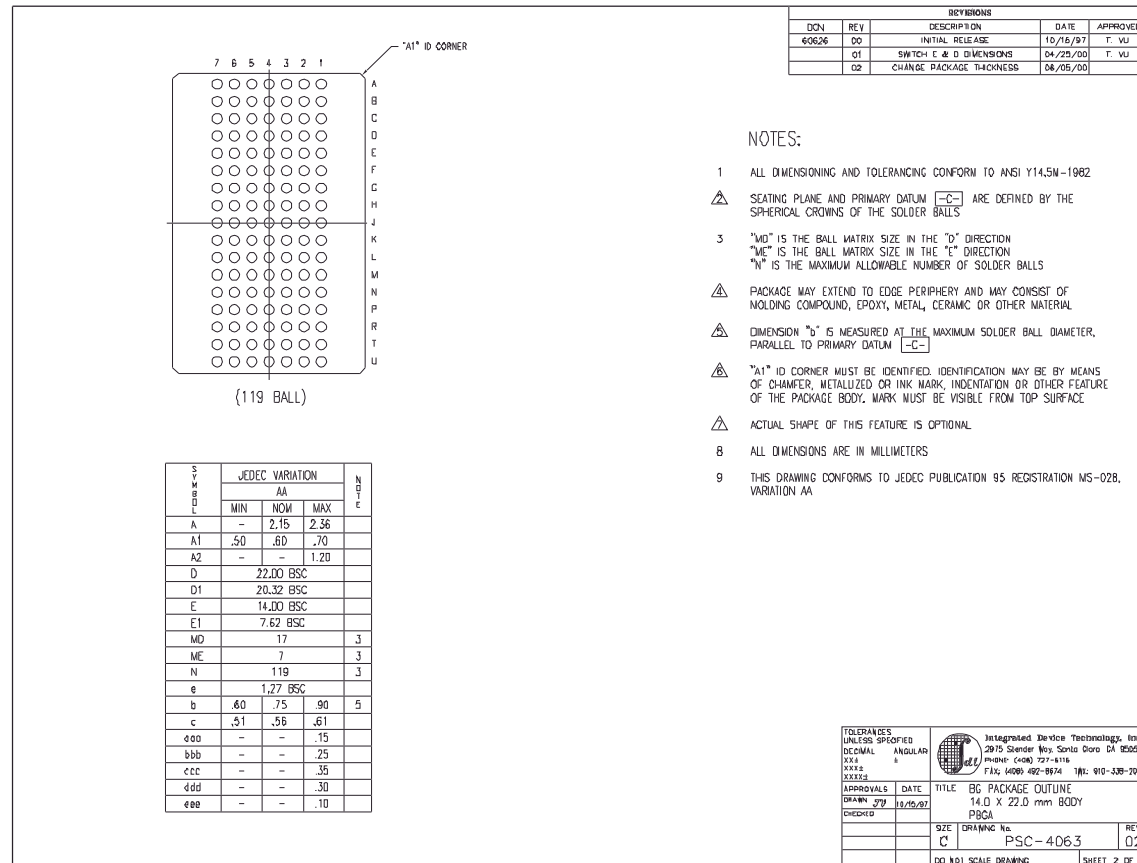 REVISIONS
DCN REV DESCRIPTION DATE APPROVED
60626 00 INITIAL RELEASE 10/15/97 T. VU
01 SWITCH E & D DIMENSIONS 04/25/00 T. VU
02 CHANGE PACKAGE THICKNESS 06/05/00
"A1" ID CORNER
7 6 5 4 3 2 1
A
B
C
D
E
F
G
H
J
K
L
M
N
P
R
T
U
(119 BALL)
NOTES:
1 ALL DIMENSIONING AND TOLERANCING CONFORM TO ANSI Y14.5M-1982
2 SEATING PLANE AND PRIMARY DATUM -C- ARE DEFINED BY THE
SPHERICAL CROWNS OF THE SOLDER BALLS
3 "MD" IS THE BALL MATRIX SIZE IN THE "D" DIRECTION
"ME" IS THE BALL MATRIX SIZE IN THE "E" DIRECTION
"N" IS THE MAXIMUM ALLOWABLE NUMBER OF SOLDER BALLS
4 PACKAGE MAY EXTEND TO EDGE PERIPHERY AND MAY CONSIST OF
MOLDING COMPOUND, EPOXY, METAL, CERAMIC OR OTHER MATERIAL
5 DIMENSION "b" IS MEASURED AT THE MAXIMUM SOLDER BALL DIAMETER,
PARALLEL TO PRIMARY DATUM -C-
6 "A1" ID CORNER MUST BE IDENTIFIED. IDENTIFICATION MAY BE BY MEANS
OF CHAMFER, METALLIZED OR INK MARK, INDENTATION OR OTHER FEATURE
OF THE PACKAGE BODY. MARK MUST BE VISIBLE FROM TOP SURFACE
7 ACTUAL SHAPE OF THIS FEATURE IS OPTIONAL
8 ALL DIMENSIONS ARE IN MILLIMETERS
9 THIS DRAWING CONFORMS TO JEDEC PUBLICATION 95 REGISTRATION MS-028,
VARIATION AA
SYMBOL JEDEC VARIATION NOTE
AA
MIN NOM MAX
A - 2.15 2.36
A1 .50 .60 .70
A2 - - 1.20
D 22.00 BSC
D1 20.32 BSC
E 14.00 BSC
E1 7.62 BSC
MD 17 3
ME 7 3
N 119 3
e 1.27 BSC
b .60 .75 .90 5
c .51 .56 .61
aaa - - .15
bbb - - .25
ccc - - .35
ddd - - .30
eee - - .10
TOLERANCES
UNLESS SPECIFIED
DECIMAL ANGULAR
XX± ±
XXX±
XXXX±
Integrated Device Technology, Inc
2975 Stender Way, Santa Clara CA
PHONE: (408) 727-6116
FAX: (408) 492-8674
APPROVALS DATE
DRAWN 10/15/97
CHECKED
TITLE BG PACKAGE OUTLINE
14.0 X 22.0 mm BODY
PBGA
SIZE DRAWING No. REV
C PSC-4063 02
DO NOT SCALE DRAWING SHEET 2 OF